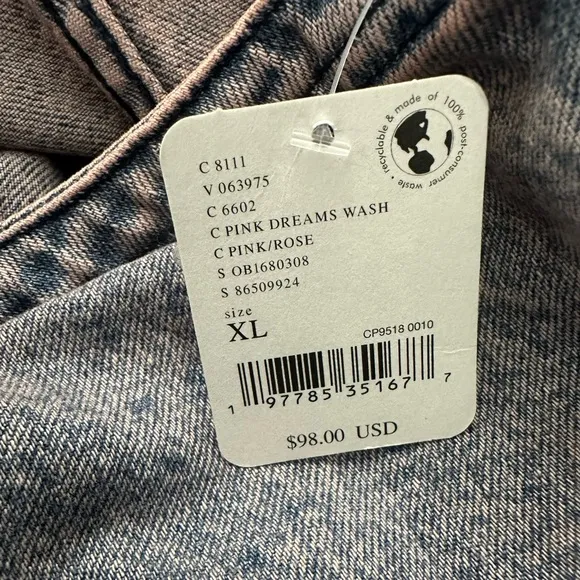 recyclable & made of 100% post-consumer waste •
C 8111
V 063975
C 6602
C PINK DREAMS WASH
C PINK/ROSE
S OB1680308
S 86509924
size
XL
CP9518 0010
1 97785 35167 7
$98.00 USD